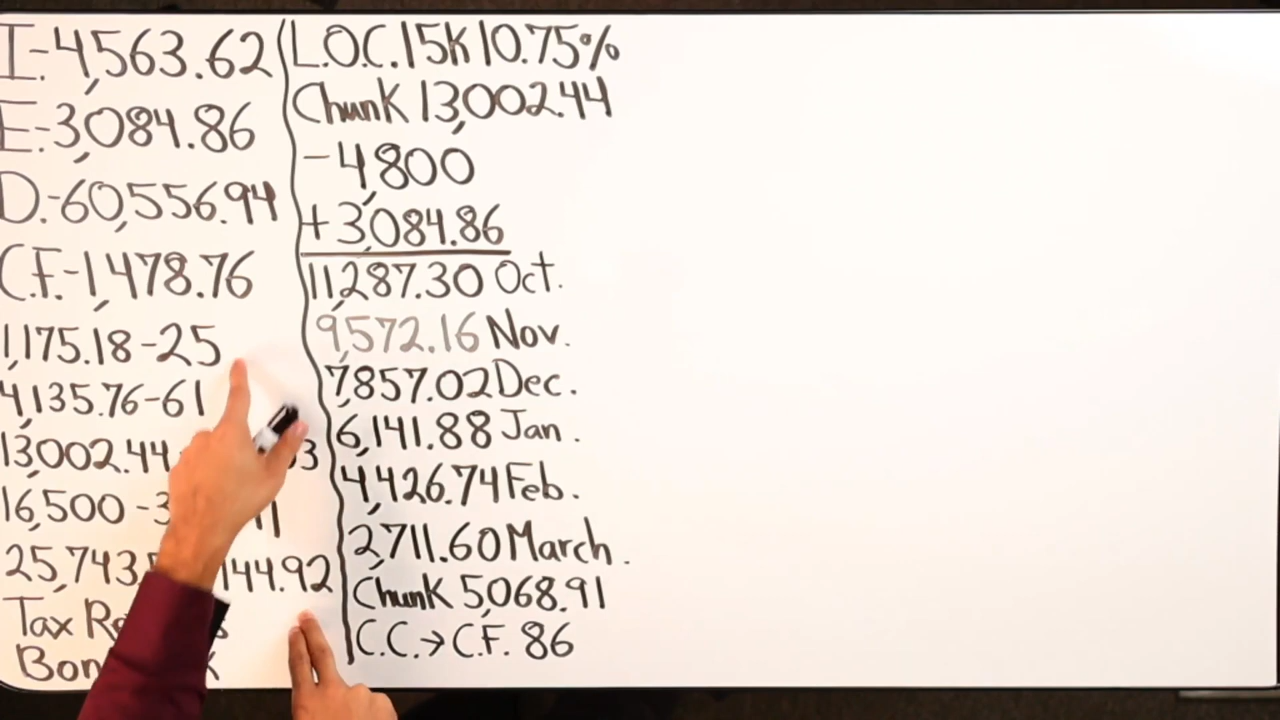 I.-4,563.62
E.-3,084.86
D.-60,556.94
C.F.-1,478.76
1,175.18-25
4,135.76-61
13,002.44
16,500-3
25,743. 144.92
Tax
L.O.C. 15K 10.75%
Chunk 13,002.44
-4,800
+3,084.86
11,287.30 Oct.
9,572.16 Nov.
7,857.02 Dec.
6,141.88 Jan.
4,426.74 Feb.
2,711.60 March.
Chunk 5,068.91
C.C.→C.F. 86